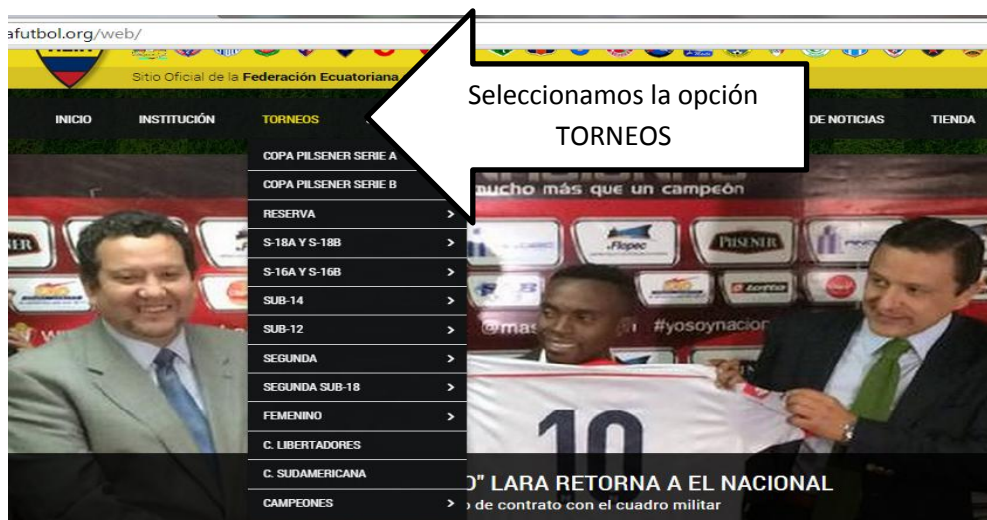 afutbol.org/web/
Sitio Oficial de la Federación Ecuatoriana
Seleccionamos la opción
TORNEOS
INICIO INSTITUCIÓN TORNEOS DE NOTICIAS TIENDA
COPA PILSENER SERIE A
COPA PILSENER SERIE B
RESERVA >
S-18A Y S-18B >
S-16A Y S-16B >
SUB-14 >
SUB-12 >
SEGUNDA >
SEGUNDA SUB-18 >
FEMENINO >
C. LIBERTADORES
C. SUDAMERICANA
CAMPEONES >
mucho más que un campeón
Flopec
PILSENER
lotto
@mas
#yosoynacion
10
O" LARA RETORNA A EL NACIONAL
o de contrato con el cuadro militar